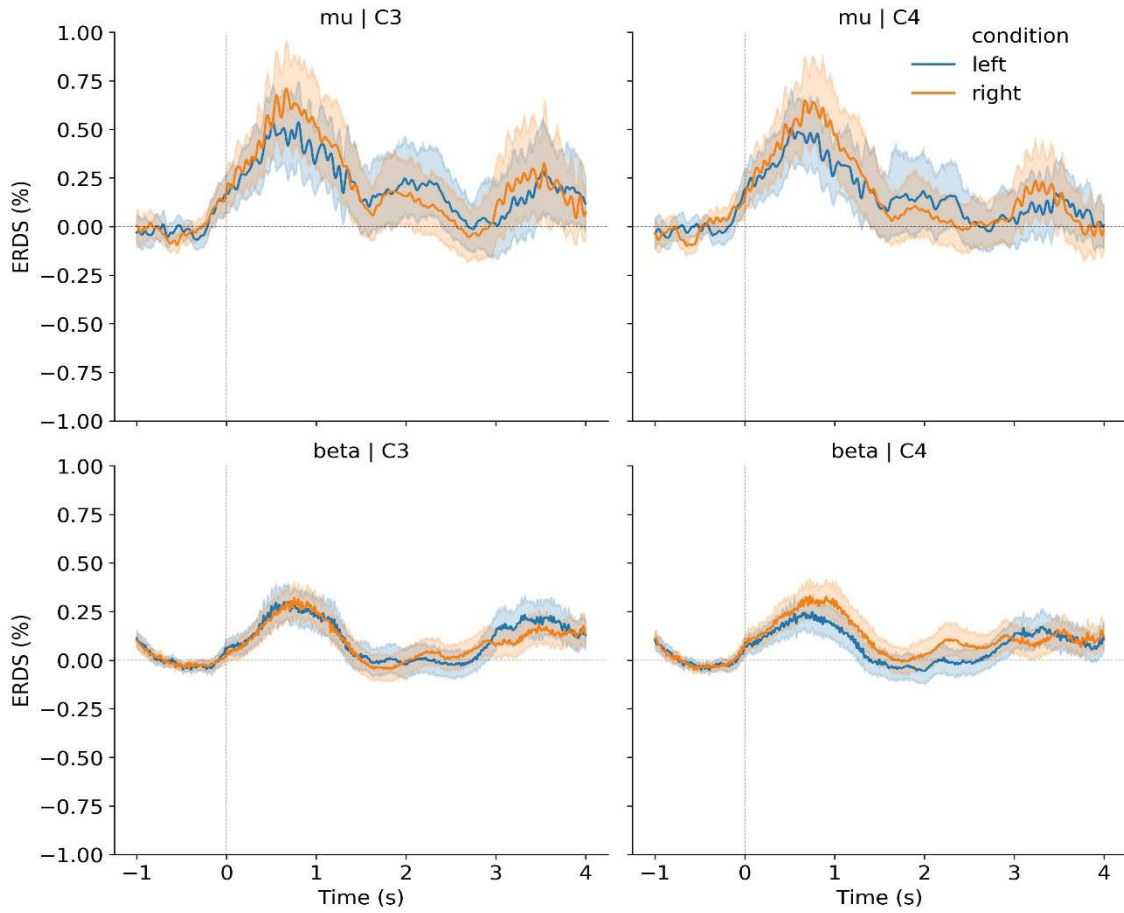 mu | C3
mu | C4
condition
left
right
ERDS (%)
1.00
0.75
0.50
0.25
0.00
−0.25
−0.50
−0.75
−1.00
beta | C3
beta | C4
ERDS (%)
1.00
0.75
0.50
0.25
0.00
−0.25
−0.50
−0.75
−1.00
−1 0 1 2 3 4
−1 0 1 2 3 4
Time (s)
Time (s)